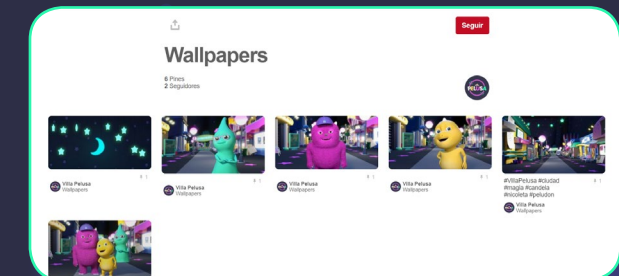 Seguir
Wallpapers
6 Pines
2 Seguidores
PELUSA
Villa Pelusa
Wallpapers
Villa Pelusa
Wallpapers
Villa Pelusa
Wallpapers
Villa Pelusa
Wallpapers
#VillaPelusa #ciudad
#magia #candela
#nicoleta #peludon
Villa Pelusa
Wallpapers